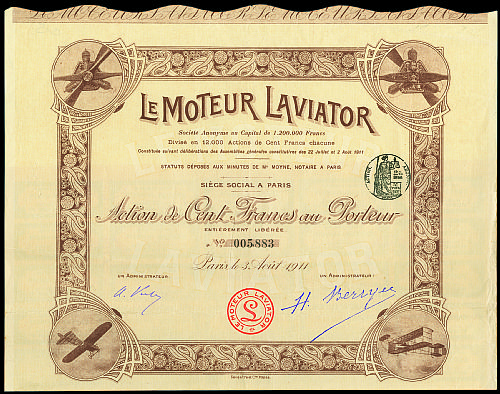 LE MOTEUR LAVIATOR
Société Anonyme au Capital de 1.200.000 Francs
Divisé en 12.000 Actions de Cent Francs chacune
Constituée suivant délibérations des Assemblées générales constitutives des 22 Juillet et 2 Août 1911
STATUTS DÉPOSÉS AUX MINUTES DE Me MOYNE, NOTAIRE A PARIS
SIÈGE SOCIAL A PARIS
Action de Cent Francs au Porteur
ENTIÈREMENT LIBÉRÉE
No 005883
LAVIATOR
Paris le 3 Août 1911
UN ADMINISTRATEUR
UN ADMINISTRATEUR
LE MOTEUR LAVIATOR